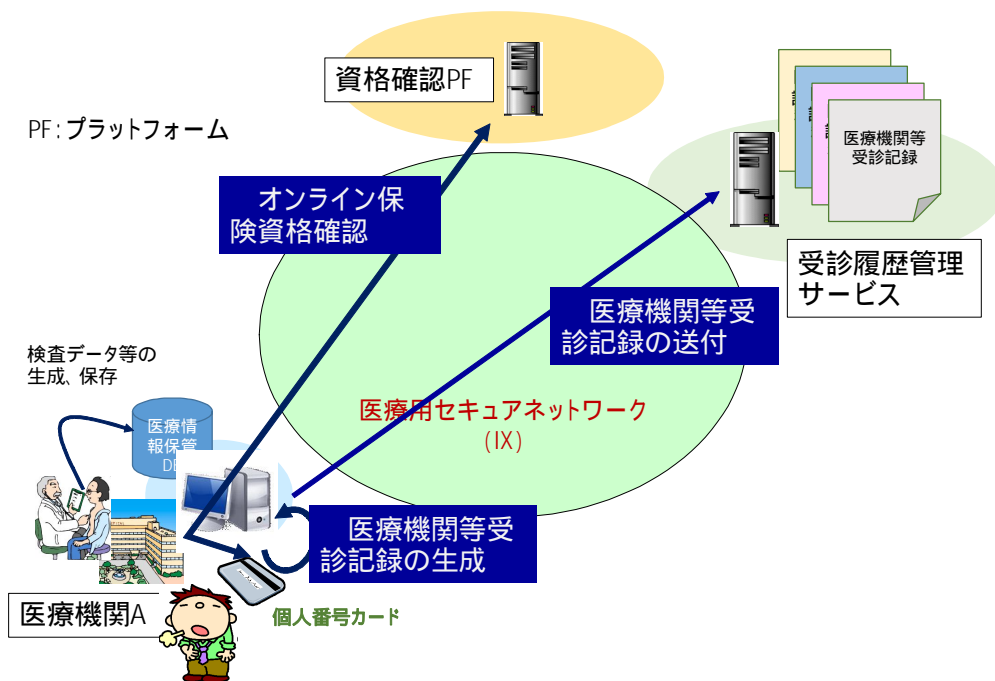 資格確認PF
PF：プラットフォーム
医療機関等
受診記録
オンライン保
険資格確認
受診履歴管理
サービス
医療機関等受
診記録の送付
検査データ等の
生成、保存
医療用セキュアネットワーク
(IX)
医療情
報保管
DB
医療機関等受
診記録の生成
医療機関A
個人番号カード